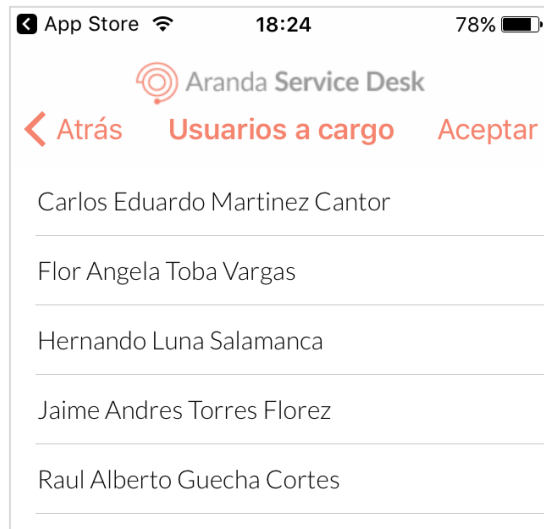 App Store 18:24 78%
Aranda Service Desk
Atrás Usuarios a cargo Aceptar
Carlos Eduardo Martinez Cantor
Flor Angela Toba Vargas
Hernando Luna Salamanca
Jaime Andres Torres Florez
Raul Alberto Guecha Cortes